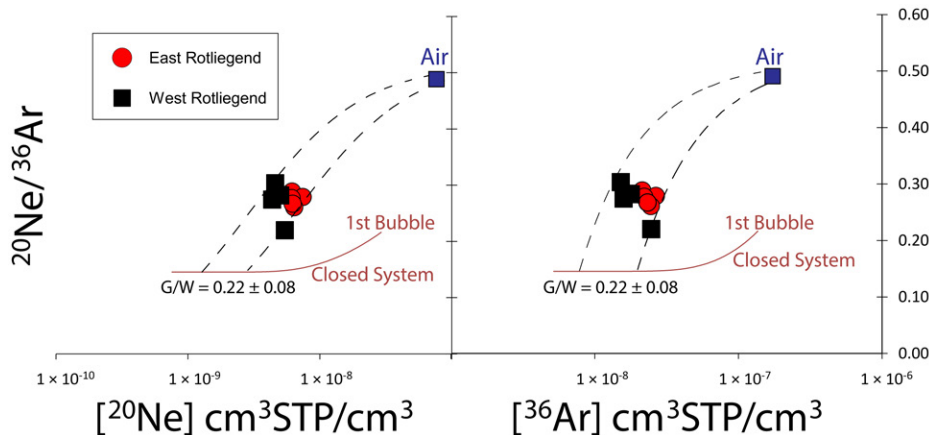 East Rotliegend
West Rotliegend
²⁰Ne/³⁶Ar
Air
1st Bubble
Closed System
G/W = 0.22 ± 0.08
1 × 10⁻¹⁰
1 × 10⁻⁹
1 × 10⁻⁸
[²⁰Ne] cm³STP/cm³
Air
1st Bubble
Closed System
G/W = 0.22 ± 0.08
0.60
0.50
0.40
0.30
0.20
0.10
0.00
1 × 10⁻⁸
1 × 10⁻⁷
1 × 10⁻⁶
[³⁶Ar] cm³STP/cm³